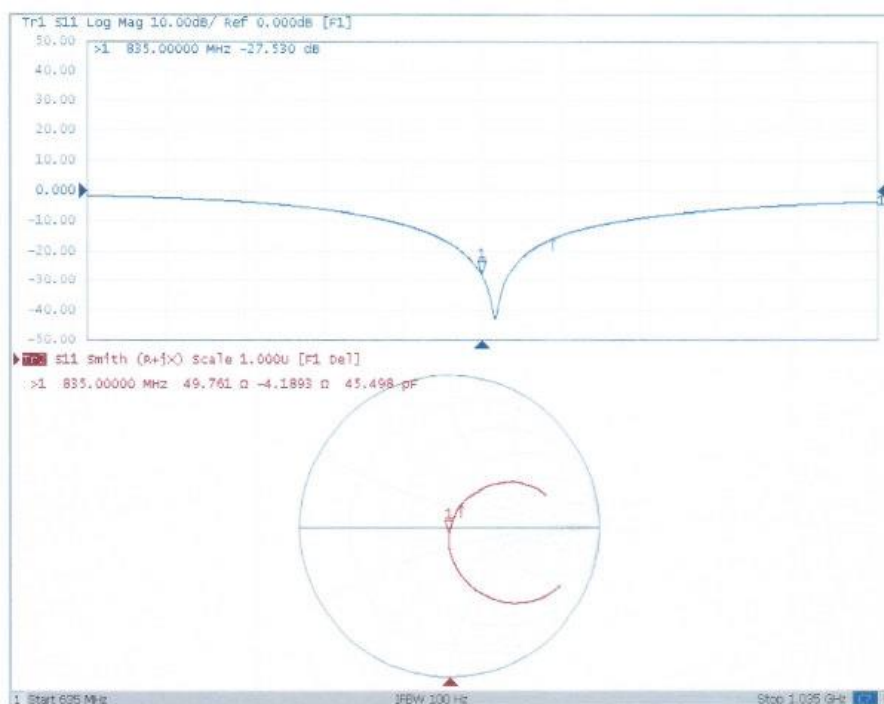 Tr1 S11 Log Mag 10.00dB/ Ref 0.000dB [F1]
50.00
>1 835.00000 MHz -27.530 dB
40.00
30.00
20.00
10.00
0.000
1
-10.00
-20.00
1
-30.00
-40.00
-50.00
Tr2 S11 Smith (R+jX) Scale 1.000U [F1 Del]
>1 835.00000 MHz 49.761 Ω -4.1893 Ω 45.498 pF
1
1 Start 635 MHz IFBW 100 Hz Stop 1.035 GHz